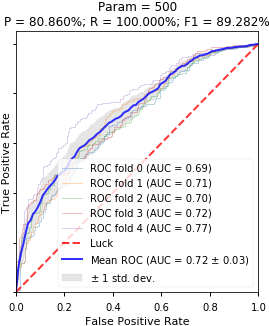 Param = 500
P = 80.860%; R = 100.000%; F1 = 89.282%
True Positive Rate
ROC fold 0 (AUC = 0.69)
ROC fold 1 (AUC = 0.71)
ROC fold 2 (AUC = 0.70)
ROC fold 3 (AUC = 0.72)
ROC fold 4 (AUC = 0.77)
Luck
Mean ROC (AUC = 0.72 ± 0.03)
± 1 std. dev.
0.0 0.2 0.4 0.6 0.8 1.0
False Positive Rate